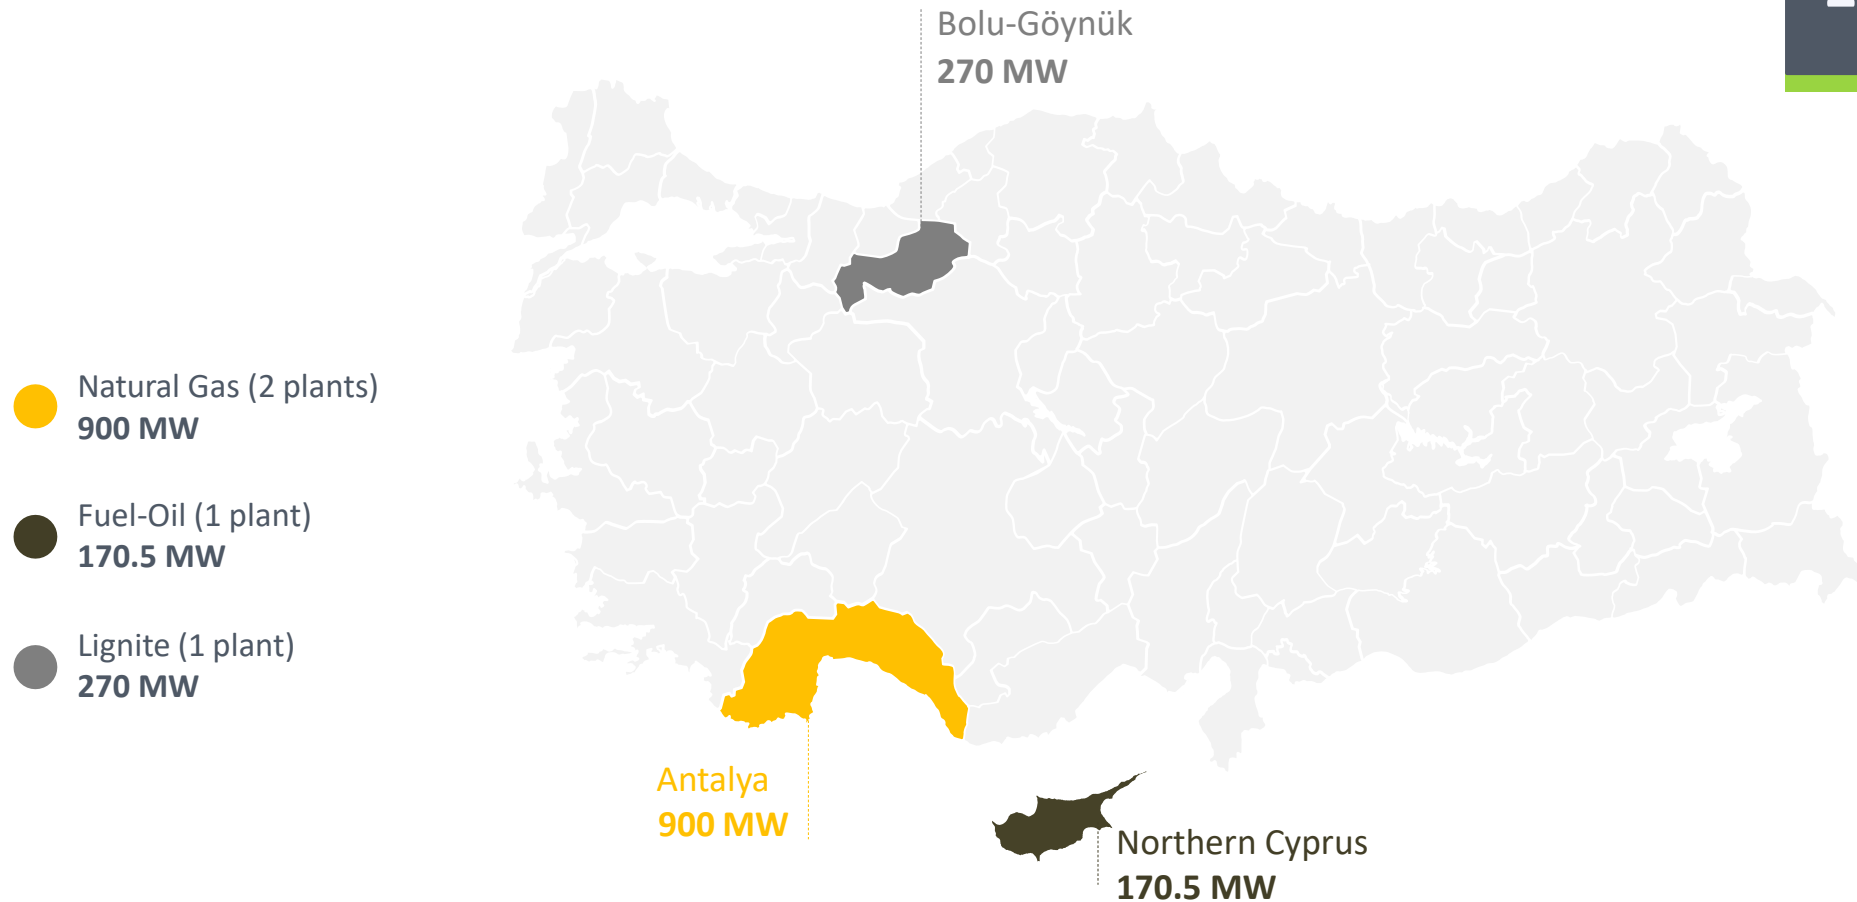 Bolu-Göynük
270 MW
Natural Gas (2 plants)
900 MW
Fuel-Oil (1 plant)
170.5 MW
Lignite (1 plant)
270 MW
Antalya
900 MW
Northern Cyprus
170.5 MW